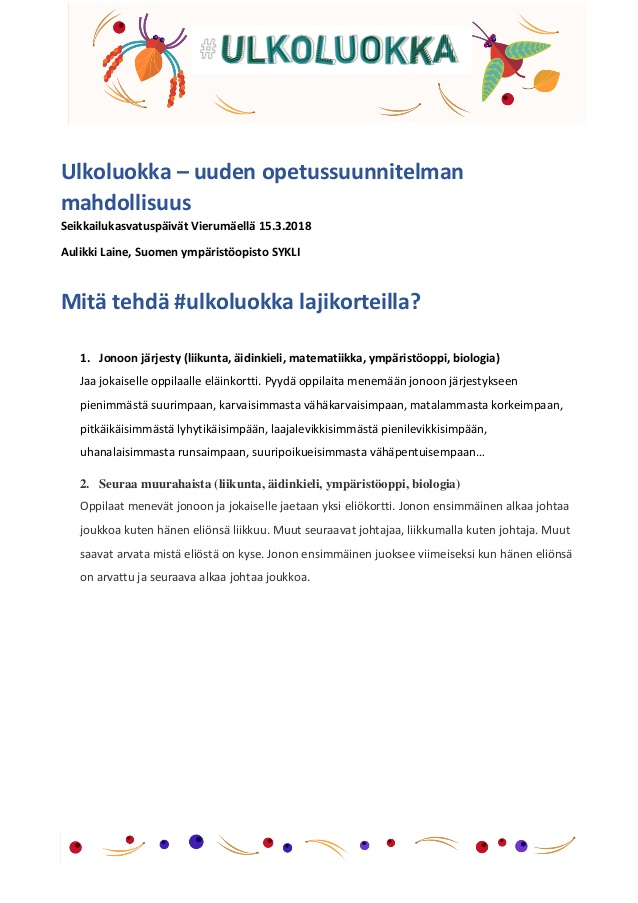 #ULKOLUOKKA
Ulkoluokka – uuden opetussuunnitelman
mahdollisuus
Seikkailukasvatuspäivät Vierumäellä 15.3.2018
Aulikki Laine, Suomen ympäristöopisto SYKLI
Mitä tehdä #ulkoluokka lajikorteilla?
1. Jonoon järjesty (liikunta, äidinkieli, matematiikka, ympäristöoppi, biologia)
Jaa jokaiselle oppilaalle eläinkortti. Pyydä oppilaita menemään jonoon järjestykseen
pienimmästä suurimpaan, karvaisimmasta vähäkarvaisimpaan, matalammasta korkeimpaan,
pitkäikäisimmästä lyhytikäisimpään, laajalevikkisimmästä pienilevikkisimpään,
uhanalaisimmasta runsaimpaan, suuripoikueisimmasta vähäpentuisempaan…
2. Seuraa muurahaista (liikunta, äidinkieli, ympäristöoppi, biologia)
Oppilaat menevät jonoon ja jokaiselle jaetaan yksi eliökortti. Jonon ensimmäinen alkaa johtaa
joukkoa kuten hänen eliönsä liikkuu. Muut seuraavat johtajaa, liikkumalla kuten johtaja. Muut
saavat arvata mistä eliöstä on kyse. Jonon ensimmäinen juoksee viimeiseksi kun hänen eliönsä
on arvattu ja seuraava alkaa johtaa joukkoa.